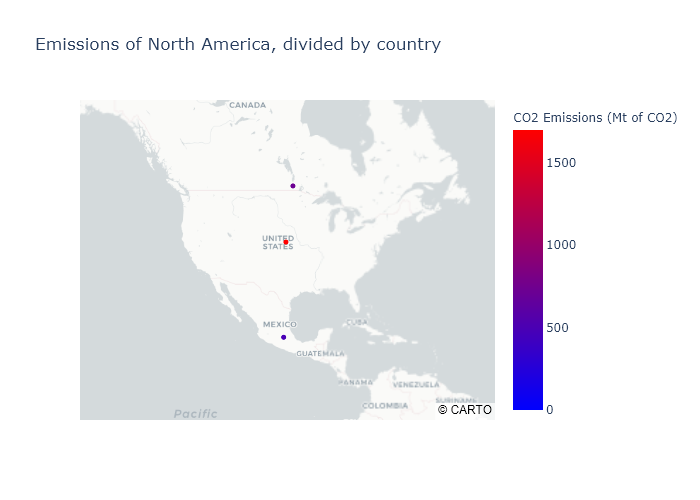 Emissions of North America, divided by country
CANADA
CO2 Emissions (Mt of CO2)
1500
UNITED
STATES
1000
MEXICO
CUBA
500
GUATEMALA
PANAMA
VENEZUELA
SURINAME
COLOMBIA
© CARTO
0
Pacific